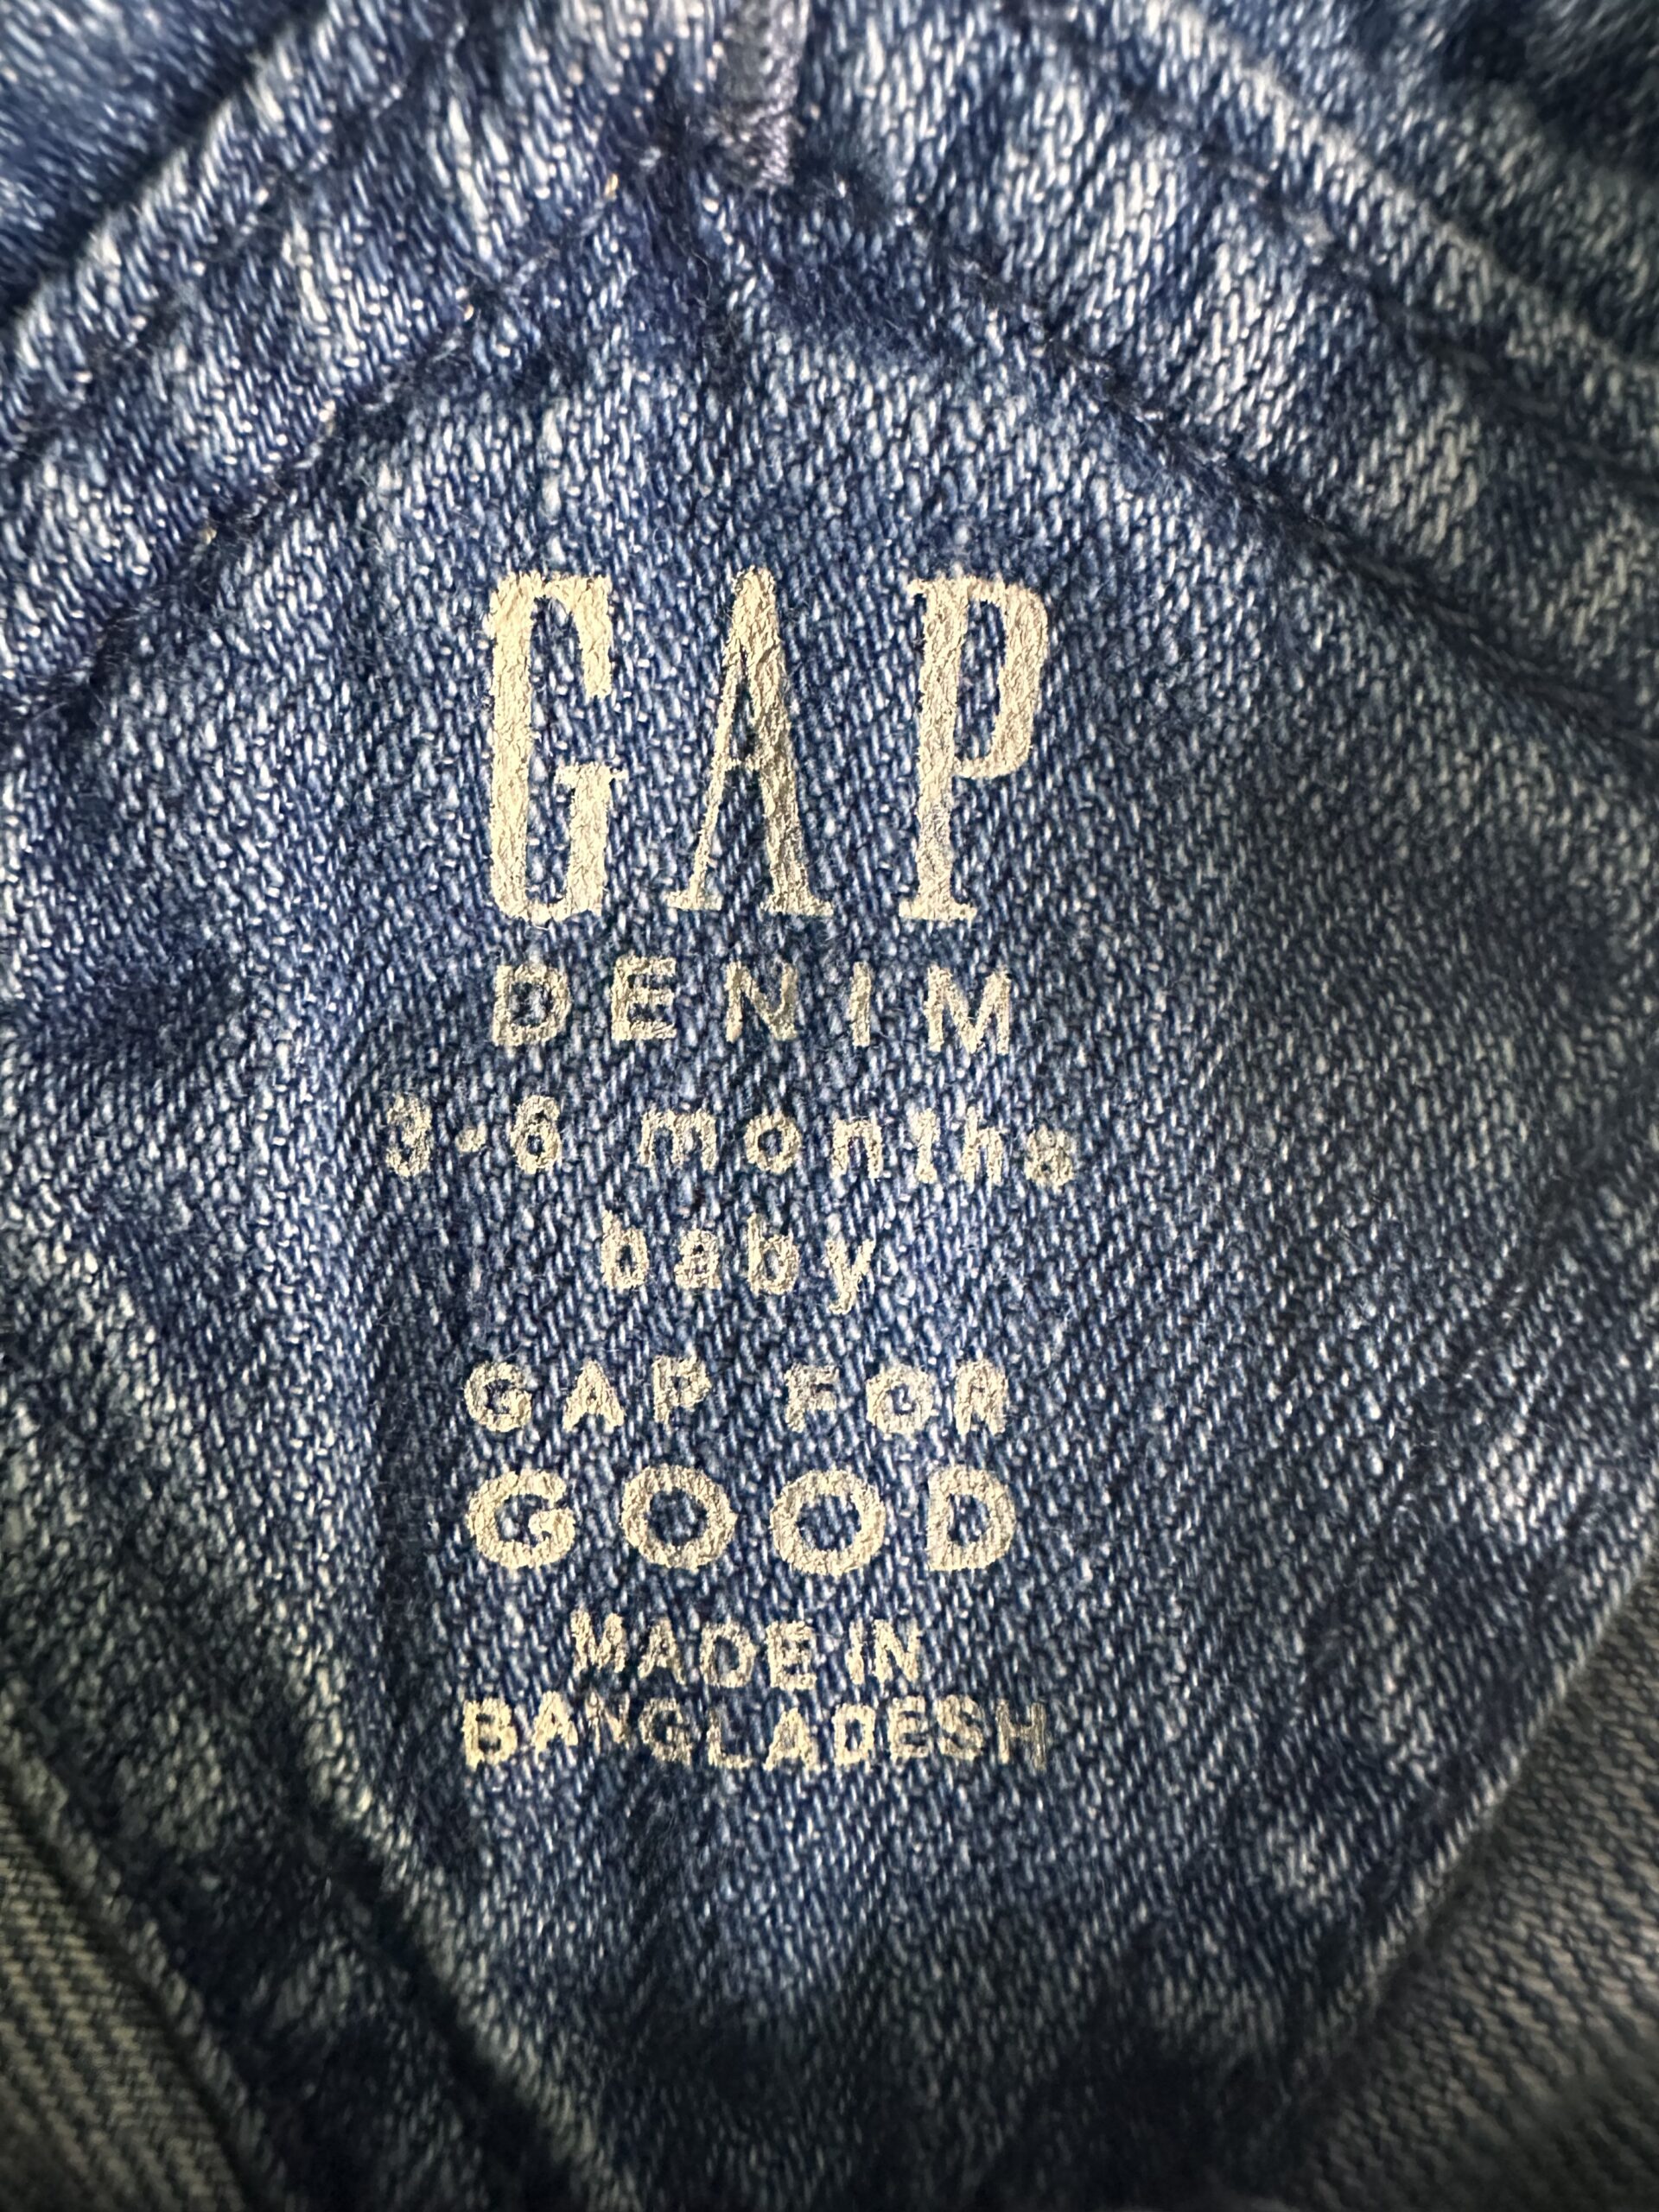 GAP
DENIM
3-6 months
baby
GAP FOR
GOOD
MADE IN
BANGLADESH